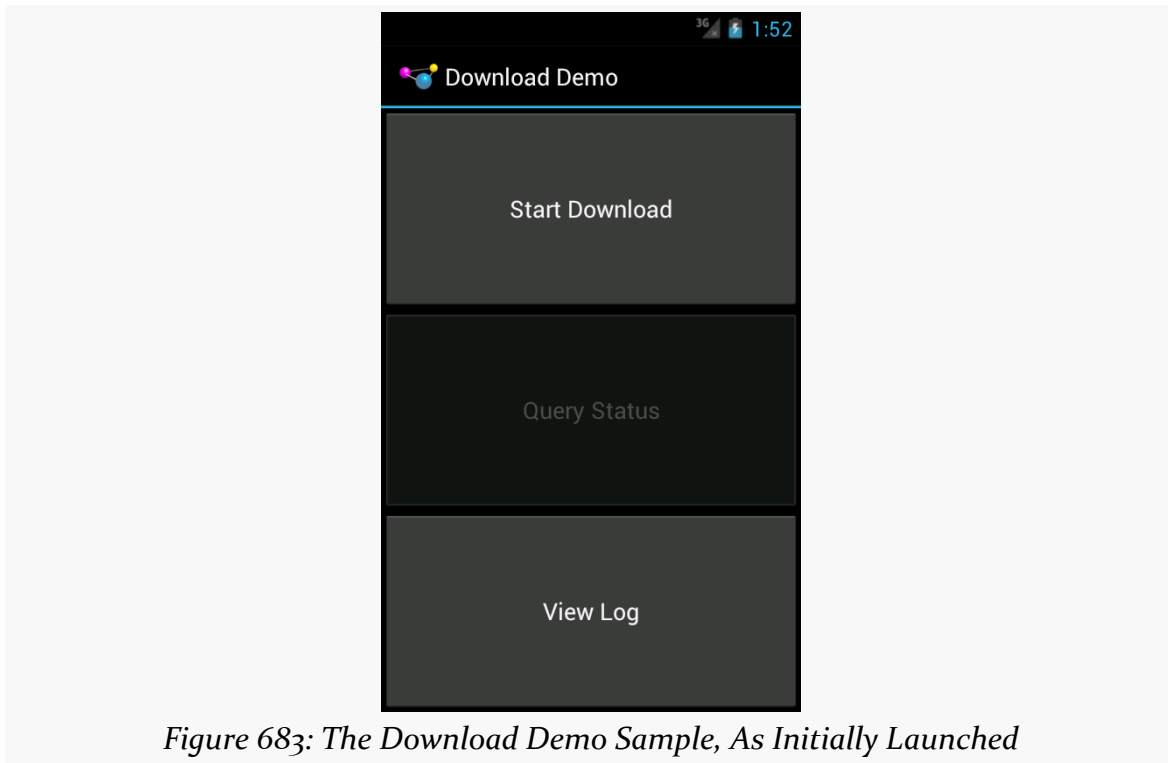 3G 1:52
Download Demo
Start Download
Query Status
View Log
Figure 683: The Download Demo Sample, As Initially Launched